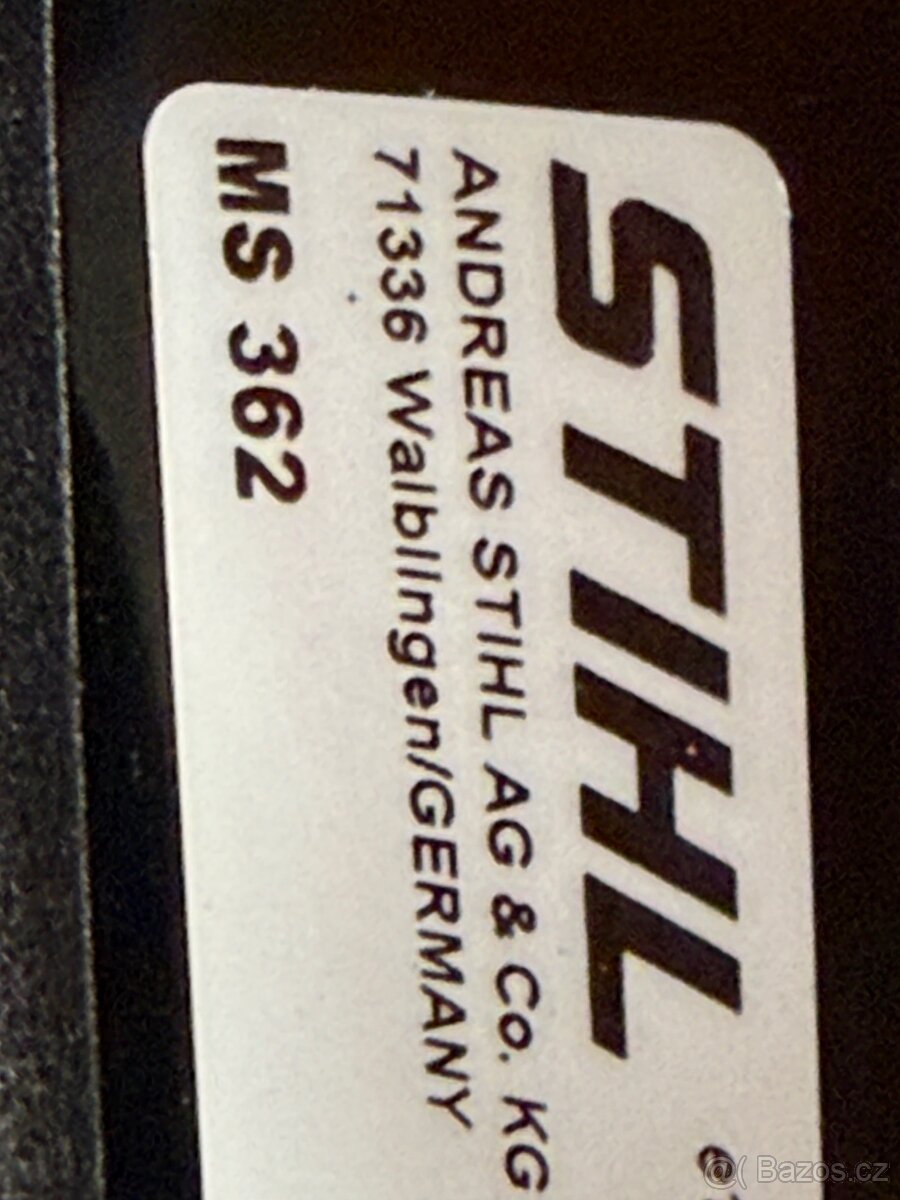 STIHL®
ANDREAS STIHL AG & Co. KG
71336 Waiblingen/GERMANY
MS 362
@( Bazos.cz